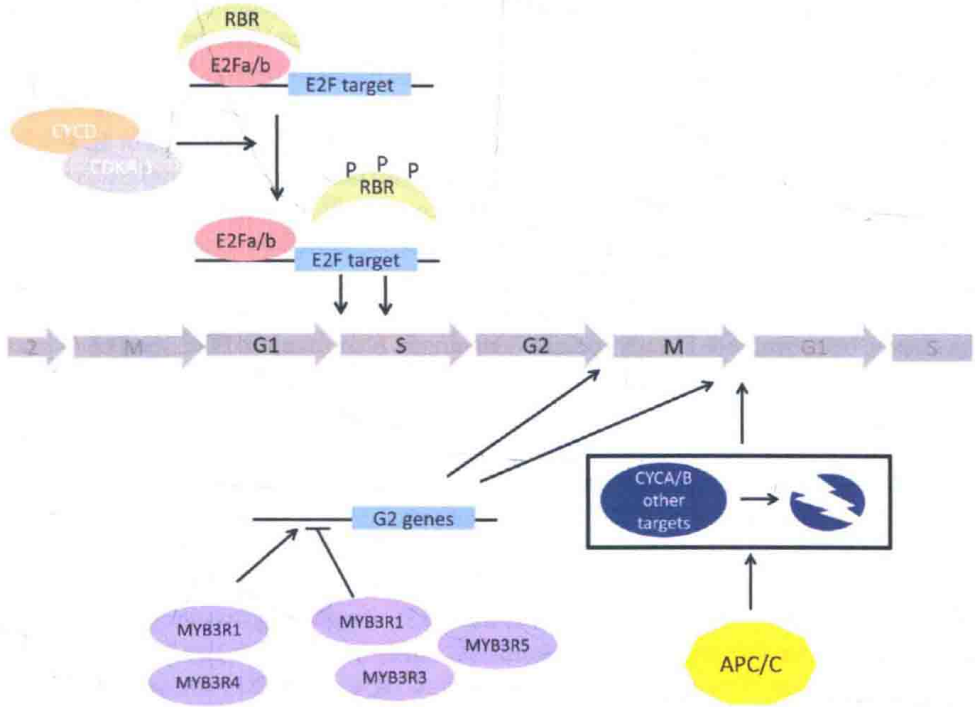 RBR
E2Fa/b
E2F target
CYCD
CDKA;1
P P P
RBR
E2Fa/b
E2F target
2 M G1 S G2 M G1 S
CYCA/B
other
targets
G2 genes
MYB3R1
MYB3R1
MYB3R5
MYB3R4
MYB3R3
APC/C